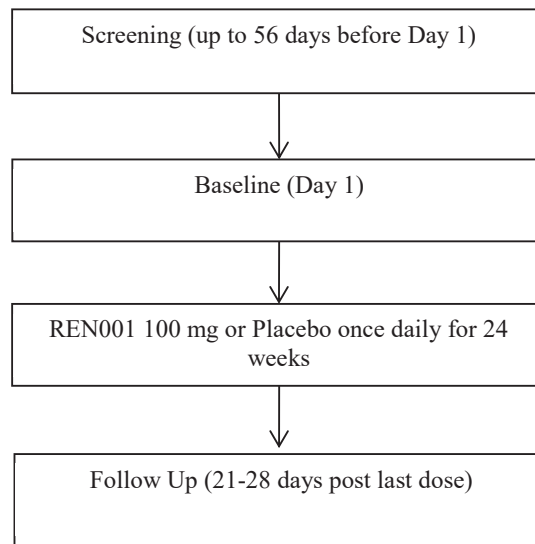 Screening (up to 56 days before Day 1)
Baseline (Day 1)
REN001 100 mg or Placebo once daily for 24
weeks
Follow Up (21-28 days post last dose)